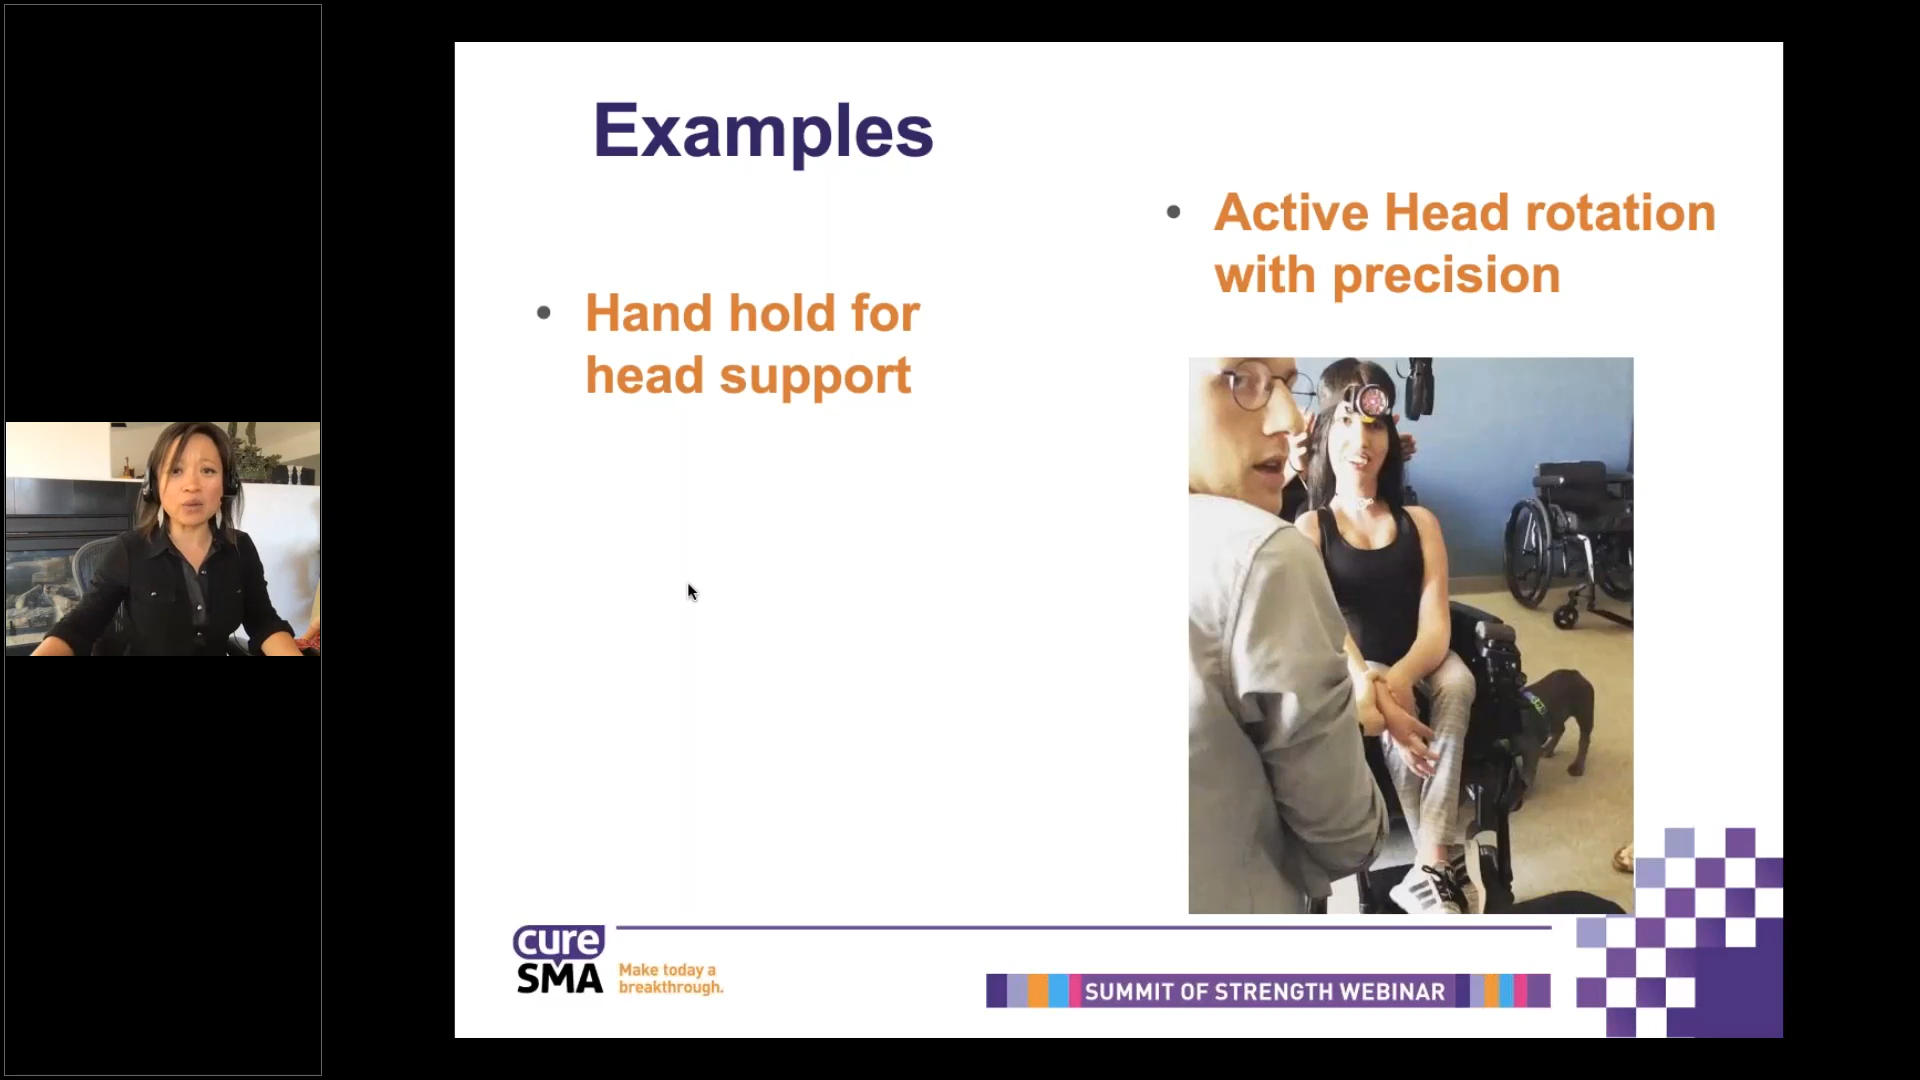 Examples
Hand hold for
head support
Active Head rotation
with precision
cure
SMA
Make today a
breakthrough.
SUMMIT OF STRENGTH WEBINAR